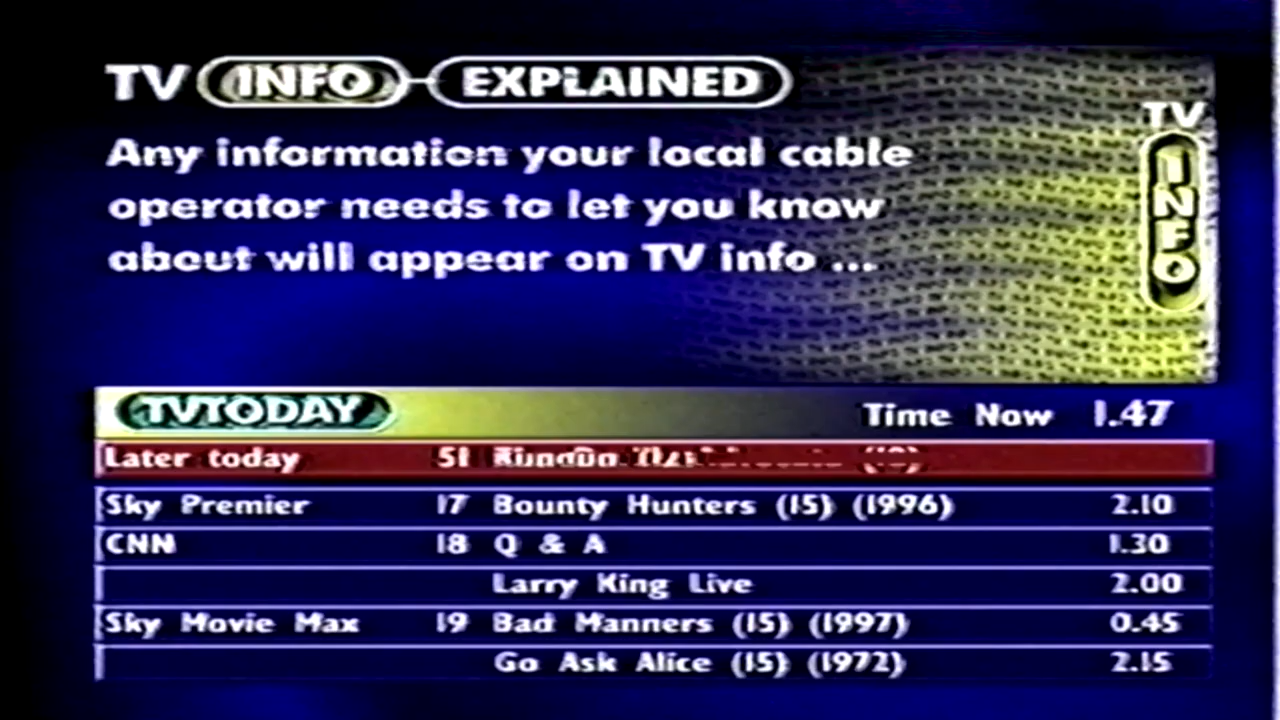 TV INFO EXPLAINED
Any information your local cable
operator needs to let you know
about will appear on TV info ...
TV
INFO
TVTODAY Time Now 1.47
Later today 51
Sky Premier 17 Bounty Hunters (15) (1996) 2.10
CNN 18 Q & A 1.30
Larry King Live 2.00
Sky Movie Max 19 Bad Manners (15) (1997) 0.45
Go Ask Alice (15) (1972) 2.15